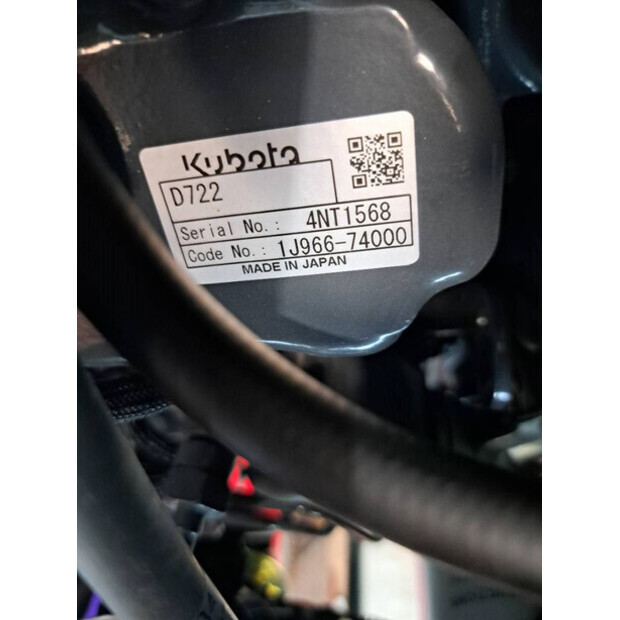 Kubota
D722
Serial No.: 4NT1568
Code No.: 1J966-74000
MADE IN JAPAN